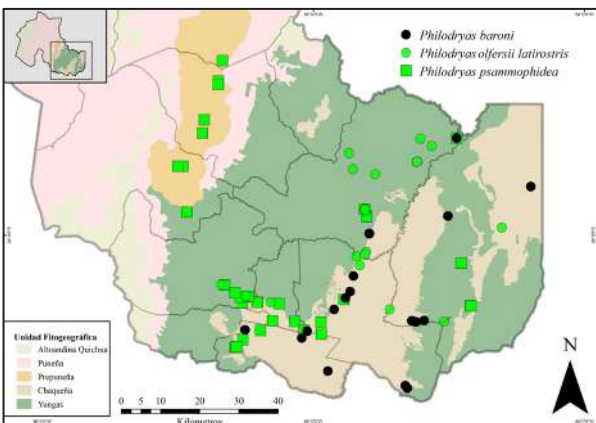 Philodryas baroni
Philodryas olfersii latirostris
Philodryas psammophidea
Unidad Fitogeográfica
Altoandina Quichua
Puneña
Prepuneña
Chaqueña
Yungas
N
0 5 10 20 30 40
Kilometros